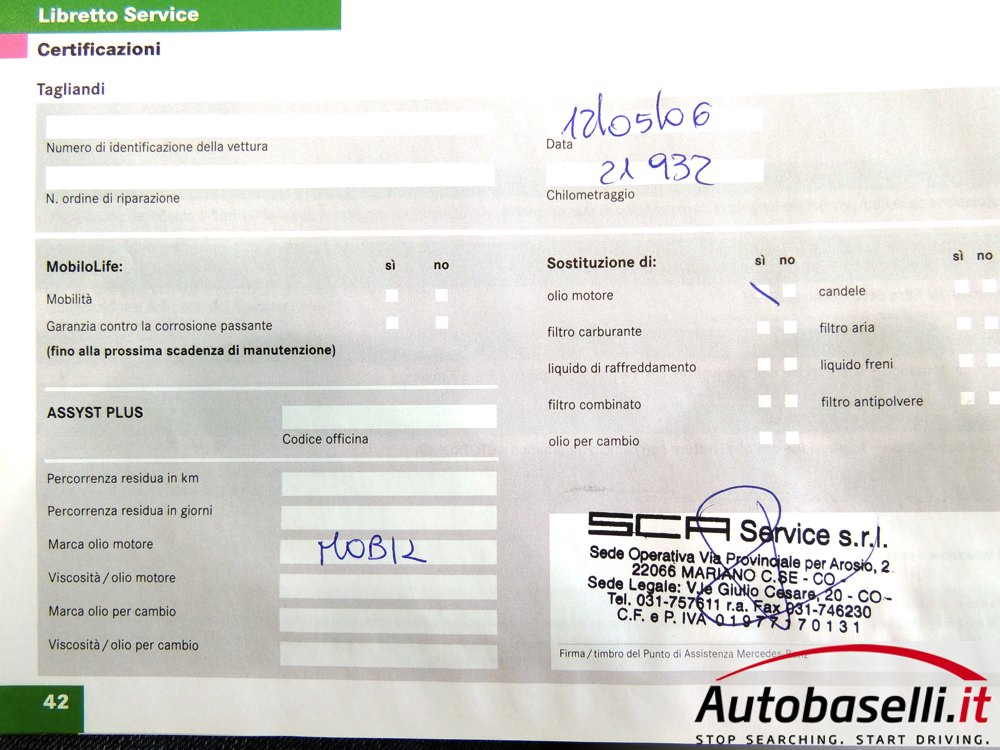 Libretto Service
Certificazioni
Tagliandi
Numero di identificazione della vettura
12/05/06
Data
N. ordine di riparazione
21 932
Chilometraggio
MobiloLife: sì no
Mobilità
Garanzia contro la corrosione passante
(fino alla prossima scadenza di manutenzione)
Sostituzione di: sì no sì no
olio motore candele
filtro carburante filtro aria
liquido di raffreddamento liquido freni
filtro combinato filtro antipolvere
olio per cambio
ASSYST PLUS
Codice officina
Percorrenza residua in km
Percorrenza residua in giorni
Marca olio motore MOBIL
Viscosità / olio motore
Marca olio per cambio
Viscosità / olio per cambio
SCA Service s.r.l.
Sede Operativa Via Provinciale per Arosio, 2
22066 MARIANO C.SE - CO -
Sede Legale: V.le Giulio Cesare, 20 - CO -
Tel. 031-757611 r.a. Fax 031-746230
C.F. e P. IVA 01977170131
Firma / timbro del Punto di Assistenza Mercedes-Benz
42
Autobaselli.it
STOP SEARCHING. START DRIVING.